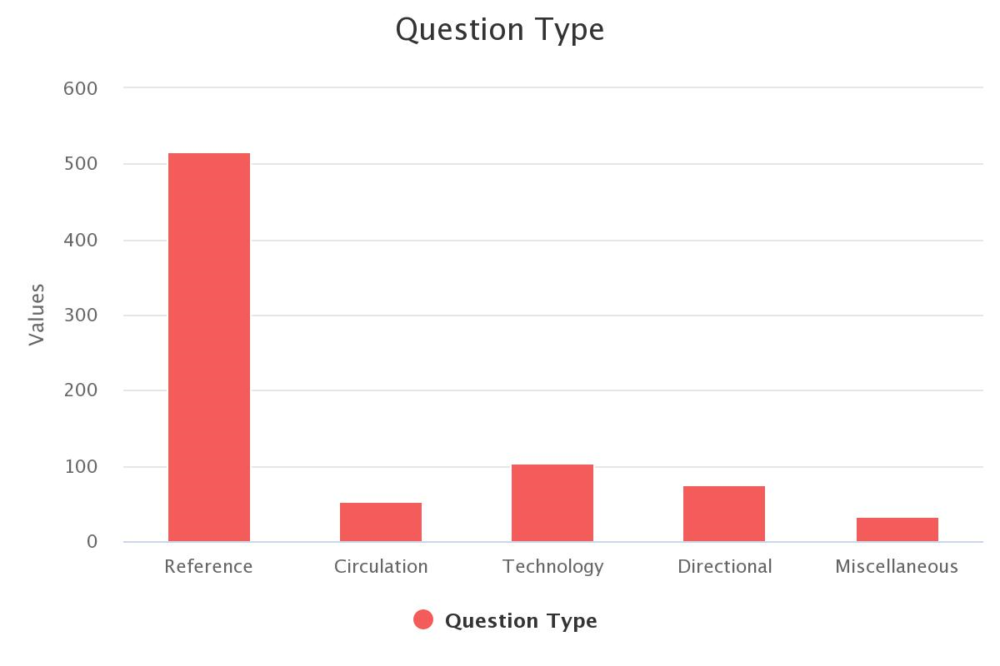 Question Type
600
500
400
300
200
100
0
Values
Reference
Circulation
Technology
Directional
Miscellaneous
Question Type